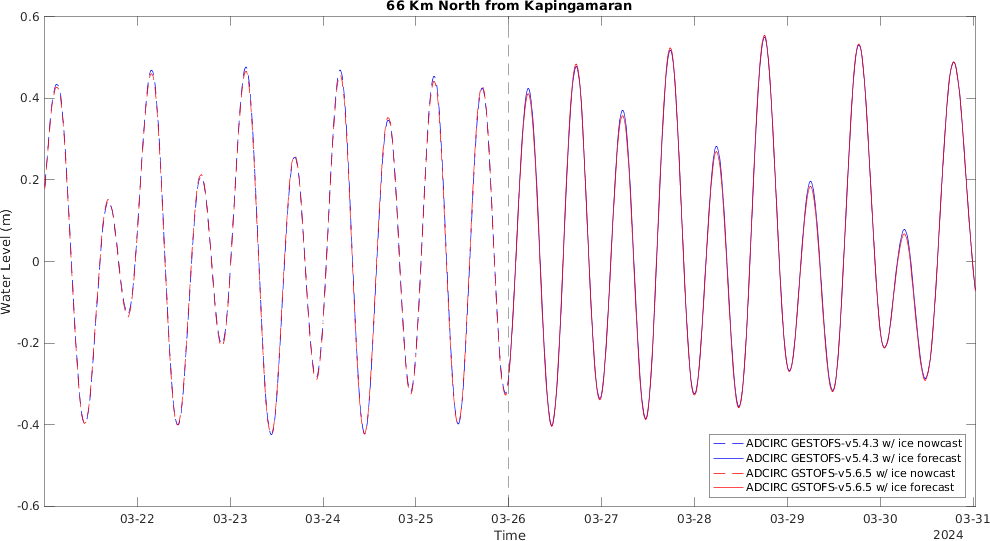 66 Km North from Kapingamaran
0.6
0.4
0.2
0
-0.2
-0.4
-0.6
Water Level (m)
ADCIRC GESTOFS-v5.4.3 w/ ice nowcast
ADCIRC GESTOFS-v5.4.3 w/ ice forecast
ADCIRC GSTOFS-v5.6.5 w/ ice nowcast
ADCIRC GSTOFS-v5.6.5 w/ ice forecast
03-22 03-23 03-24 03-25 03-26 03-27 03-28 03-29 03-30 03-31
Time
2024